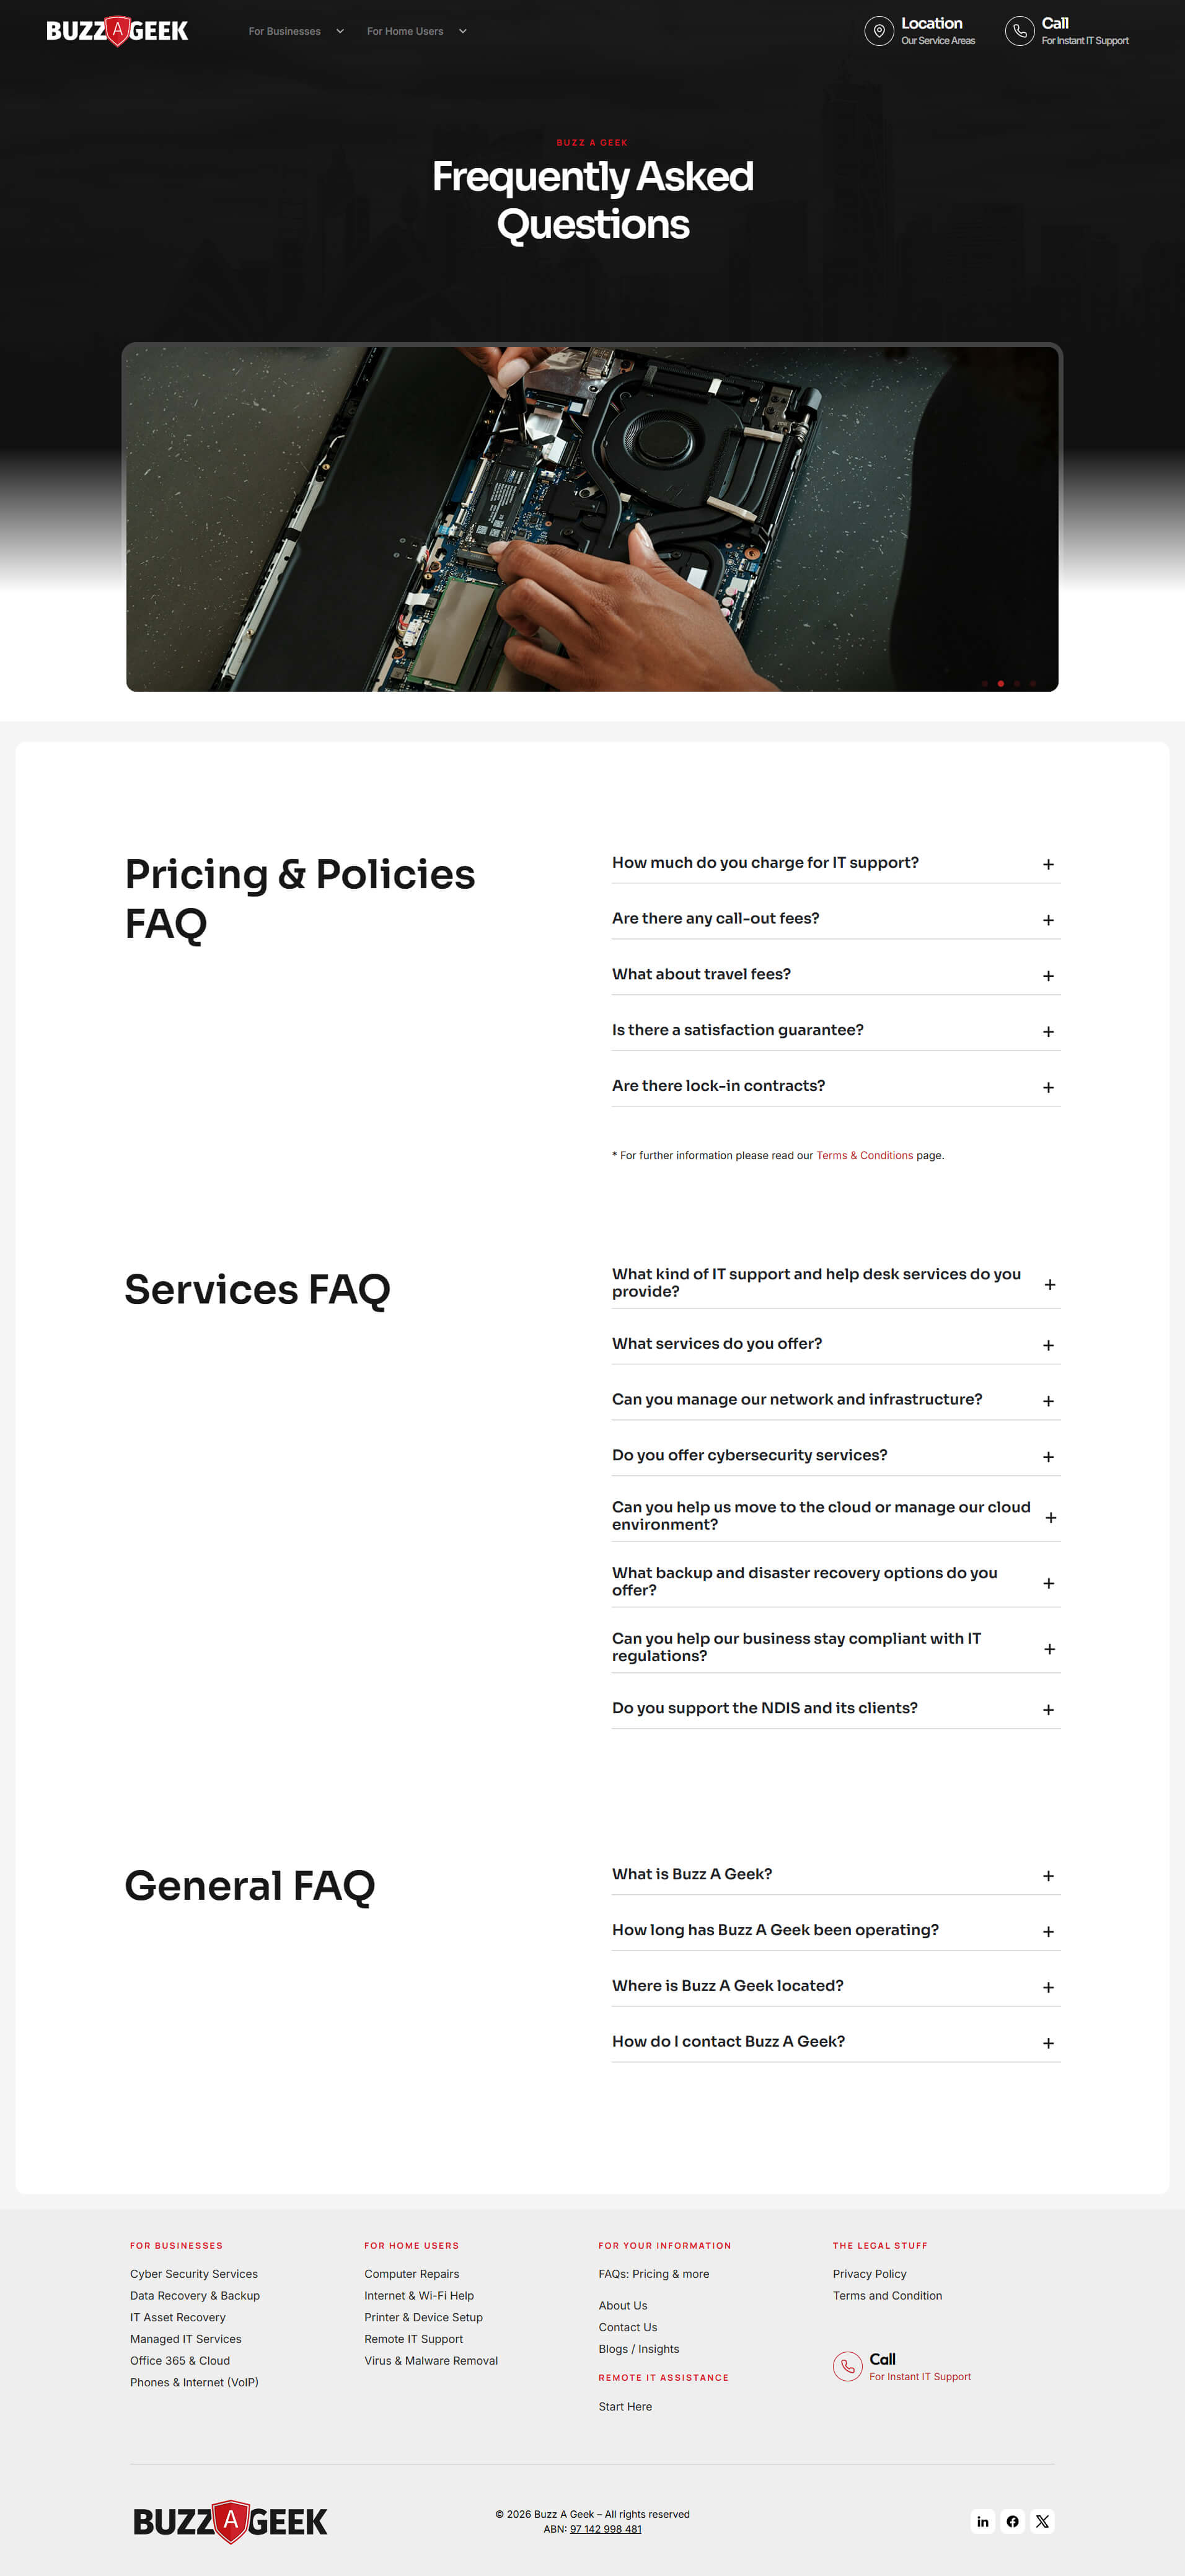 BUZZ A GEEK
For Businesses
For Home Users
Location
Our Service Areas
Call
For Instant IT Support
BUZZ A GEEK
Frequently Asked
Questions
Pricing & Policies
FAQ
How much do you charge for IT support?
Are there any call-out fees?
What about travel fees?
Is there a satisfaction guarantee?
Are there lock-in contracts?
* For further information please read our Terms & Conditions page.
Services FAQ
What kind of IT support and help desk services do you
provide?
What services do you offer?
Can you manage our network and infrastructure?
Do you offer cybersecurity services?
Can you help us move to the cloud or manage our cloud
environment?
What backup and disaster recovery options do you
offer?
Can you help our business stay compliant with IT
regulations?
Do you support the NDIS and its clients?
General FAQ
What is Buzz A Geek?
How long has Buzz A Geek been operating?
Where is Buzz A Geek located?
How do I contact Buzz A Geek?
FOR BUSINESSES
Cyber Security Services
Data Recovery & Backup
IT Asset Recovery
Managed IT Services
Office 365 & Cloud
Phones & Internet (VoIP)
FOR HOME USERS
Computer Repairs
Internet & Wi-Fi Help
Printer & Device Setup
Remote IT Support
Virus & Malware Removal
FOR YOUR INFORMATION
FAQs: Pricing & more
About Us
Contact Us
Blogs / Insights
REMOTE IT ASSISTANCE
Start Here
THE LEGAL STUFF
Privacy Policy
Terms and Condition
Call
For Instant IT Support
BUZZ A GEEK
© 2026 Buzz A Geek – All rights reserved
ABN: 97 142 998 481